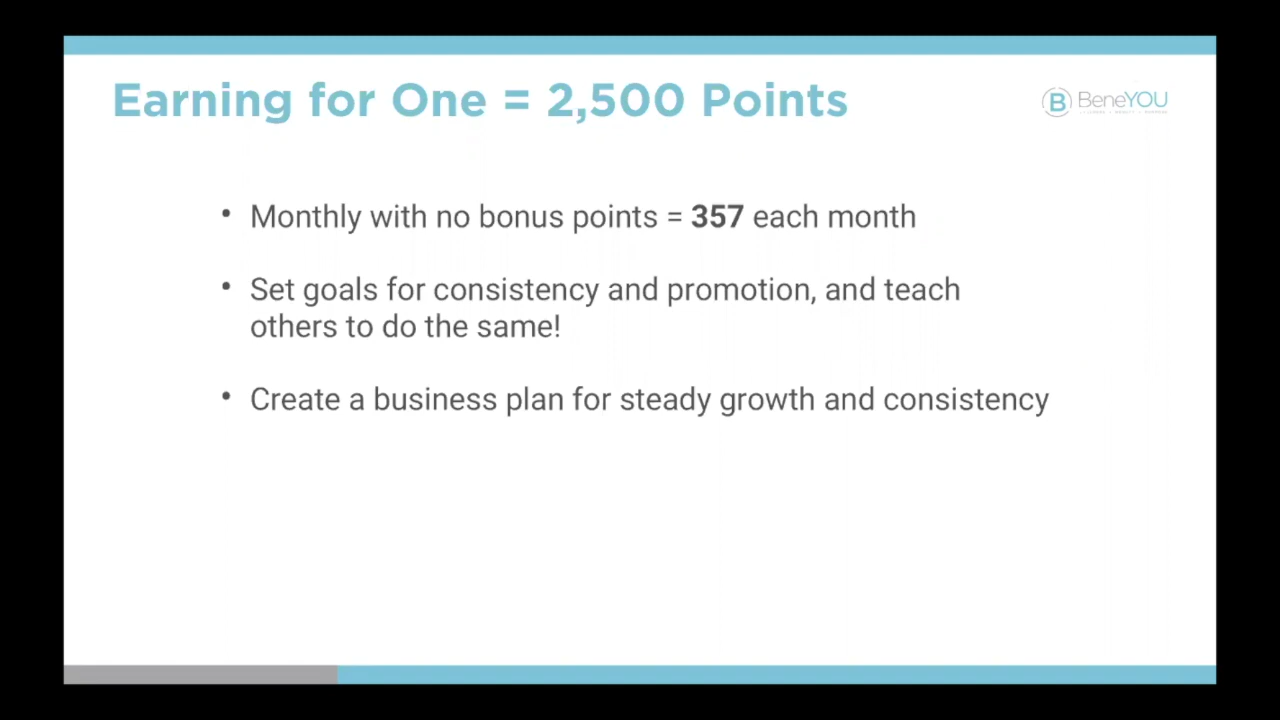 Earning for One = 2,500 Points
B BeneYOU
• Monthly with no bonus points = 357 each month
• Set goals for consistency and promotion, and teach
others to do the same!
• Create a business plan for steady growth and consistency